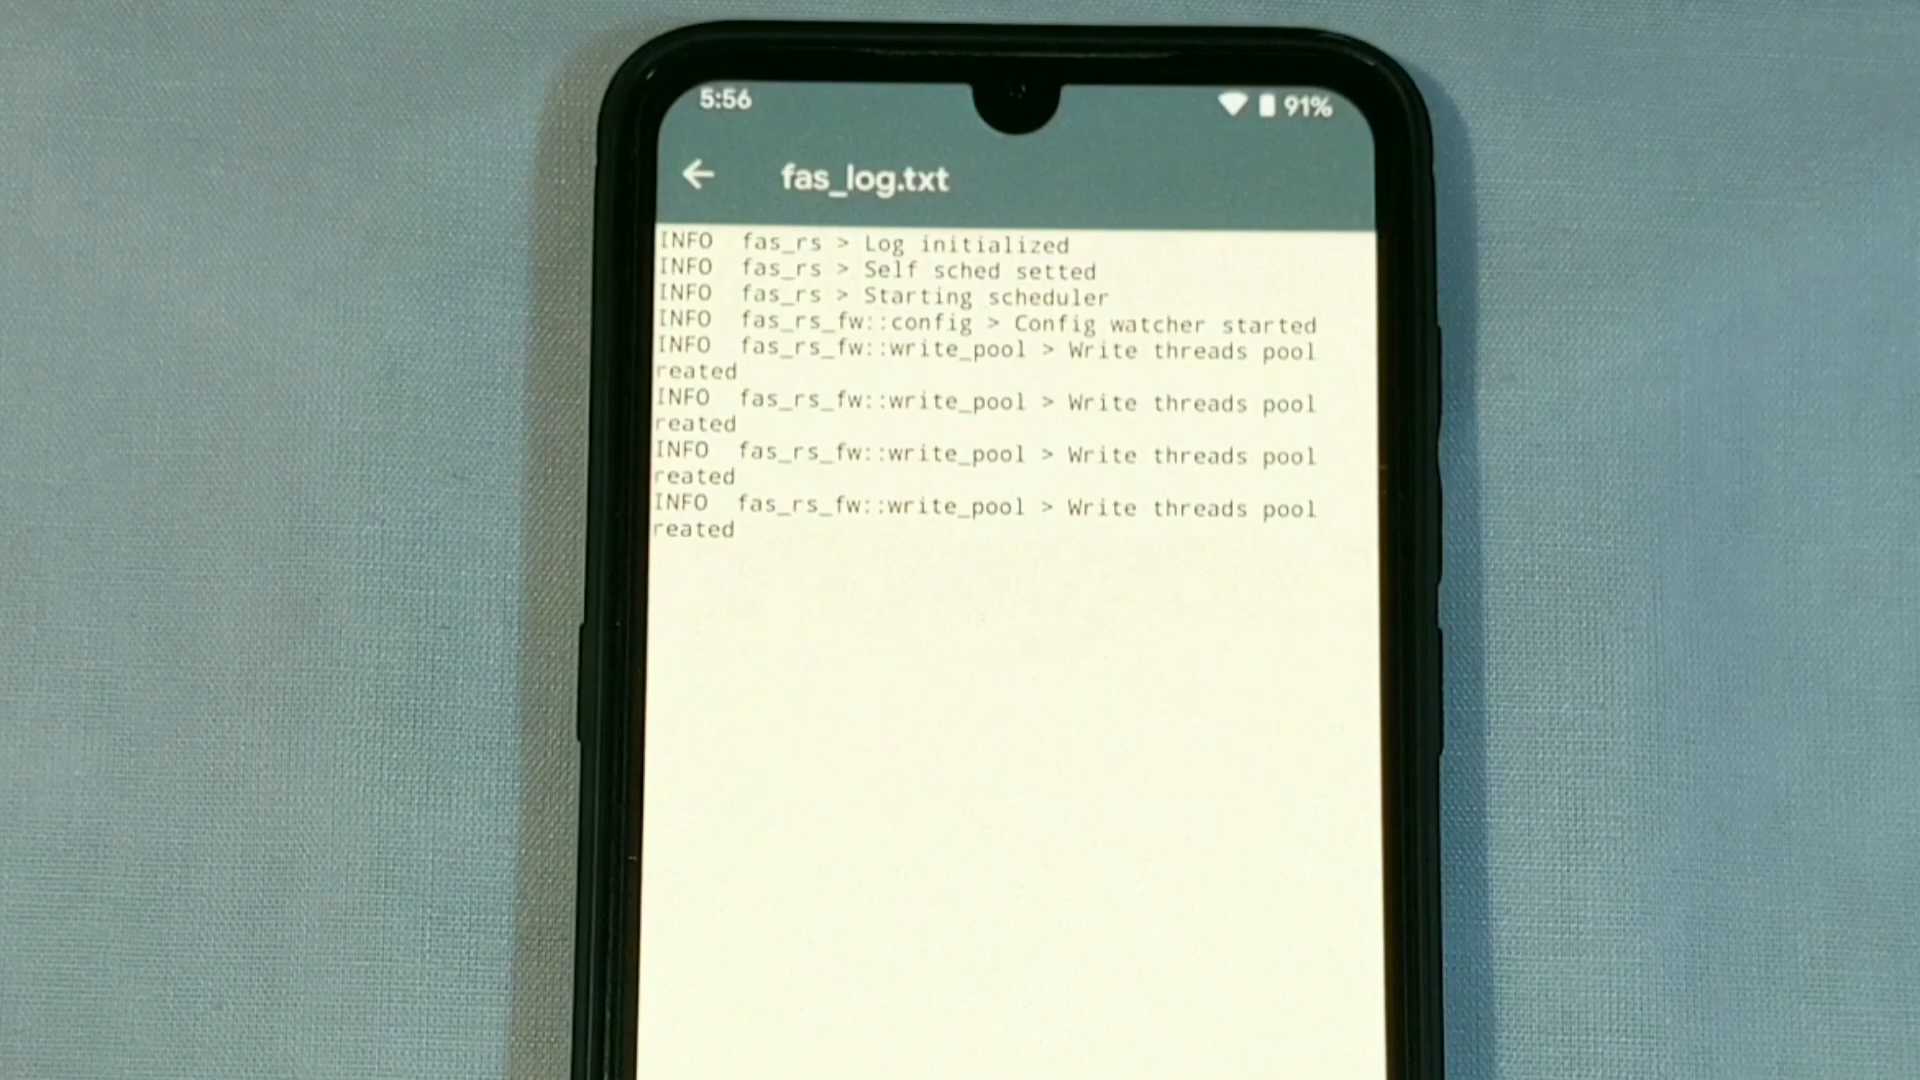 5:56
91%
fas_log.txt
INFO  fas_rs > Log initialized
INFO  fas_rs > Self sched setted
INFO  fas_rs > Starting scheduler
INFO  fas_rs_fw::config > Config watcher started
INFO  fas_rs_fw::write_pool > Write threads pool
reated
INFO  fas_rs_fw::write_pool > Write threads pool
reated
INFO  fas_rs_fw::write_pool > Write threads pool
reated
INFO  fas_rs_fw::write_pool > Write threads pool
reated